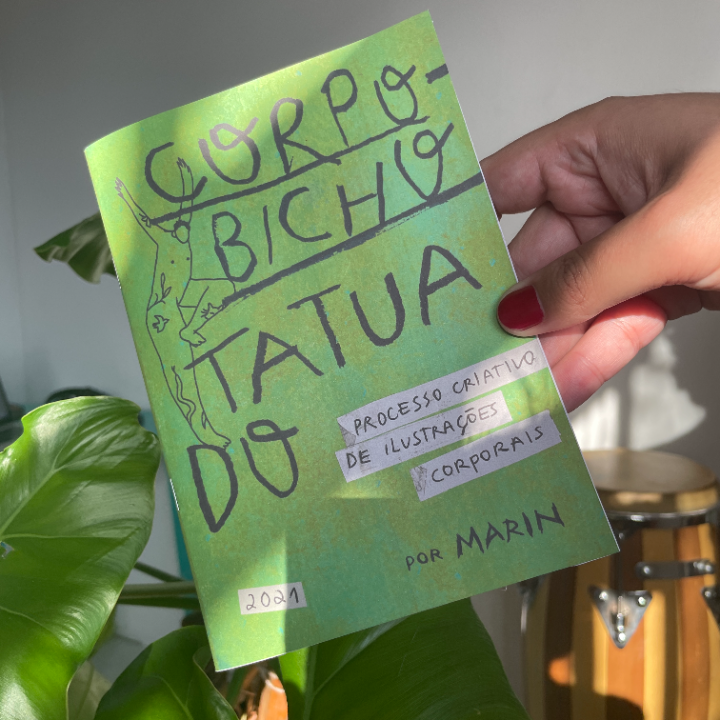 CORPO-
BICHO
TATUA
DO
PROCESSO CRIATIVO
DE ILUSTRAÇÕES
CORPORAIS
POR MARIN
2021